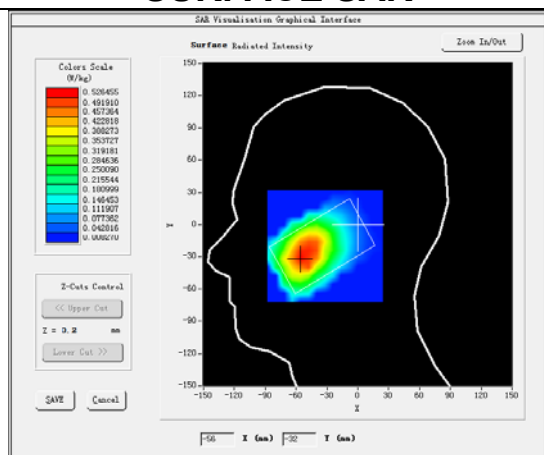 SURFACE SAR
SAR Visualisation Graphical Interface
Surface Radiated Intensity
Zoom In/Out
Colors Scale
(W/kg)
0.526455
0.491910
0.457364
0.422818
0.388273
0.353727
0.319181
0.284636
0.250090
0.215544
0.180999
0.146453
0.111907
0.077362
0.042816
0.008270
Z-Cuts Control
<< Upper Cut
Z = 0.2 mm
Lower Cut >>
SAVE
Cancel
150
120
90
60
30
0
-30
-60
-90
-120
-150
Y
-150 -120 -90 -60 -30 0 30 60 90 120 150
X
-56 X (mm) -32 Y (mm)